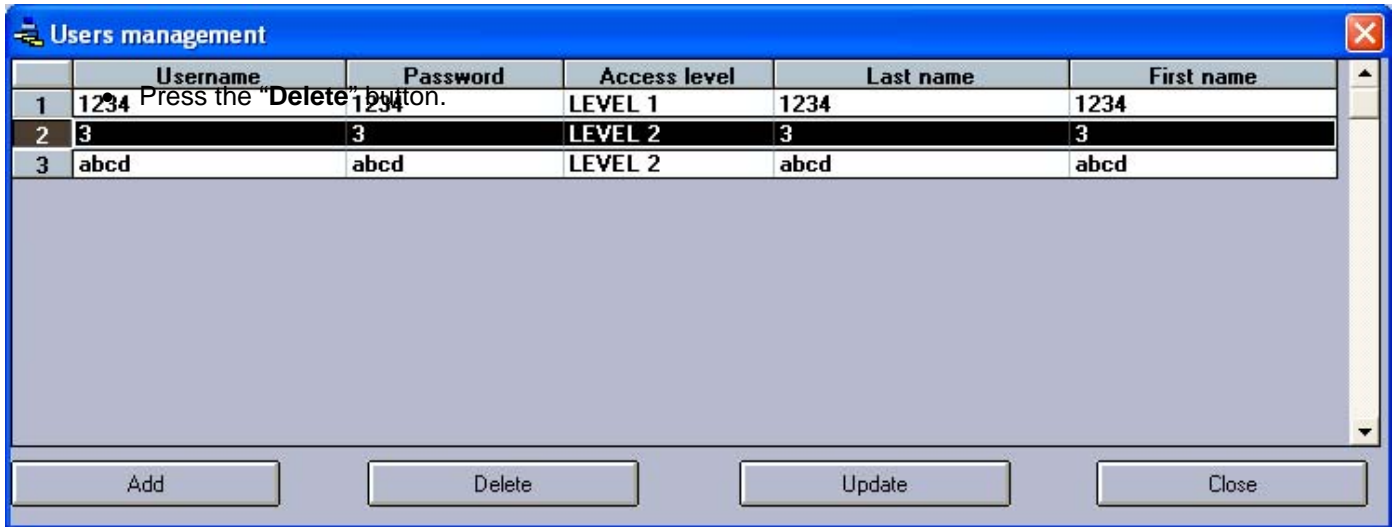 Users management
Username Password Access level Last name First name
1 1234 1234 LEVEL 1 1234 1234
• Press the “Delete” button.
2 3 3 LEVEL 2 3 3
3 abcd abcd LEVEL 2 abcd abcd
Add Delete Update Close